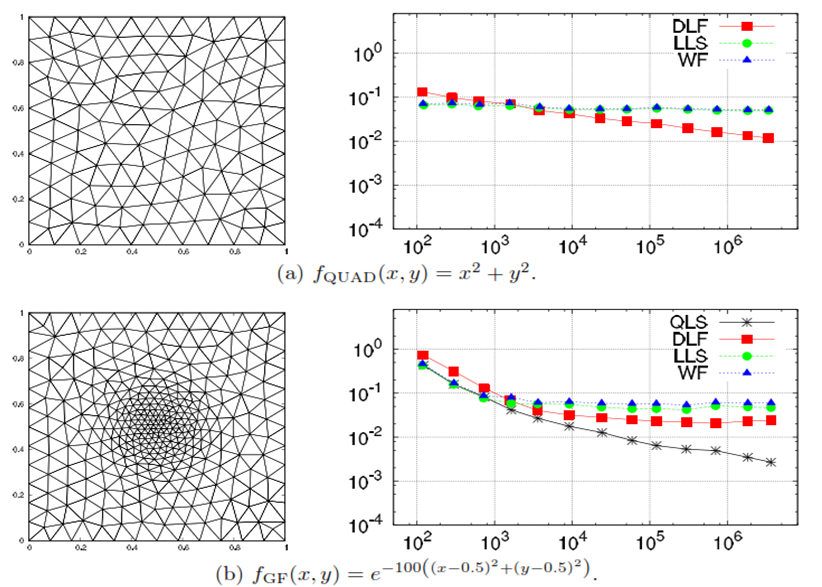 1
0.8
0.6
0.4
0.2
0
0 0.2 0.4 0.6 0.8 1
10^0
10^-1
10^-2
10^-3
10^-4
DLF
LLS
WF
10^2 10^3 10^4 10^5 10^6
(a) f_QUAD(x, y) = x^2 + y^2.
1
0.8
0.6
0.4
0.2
0
0 0.2 0.4 0.6 0.8 1
10^0
10^-1
10^-2
10^-3
10^-4
QLS
DLF
LLS
WF
10^2 10^3 10^4 10^5 10^6
(b) f_GF(x, y) = e^{-100((x-0.5)^2+(y-0.5)^2)}.